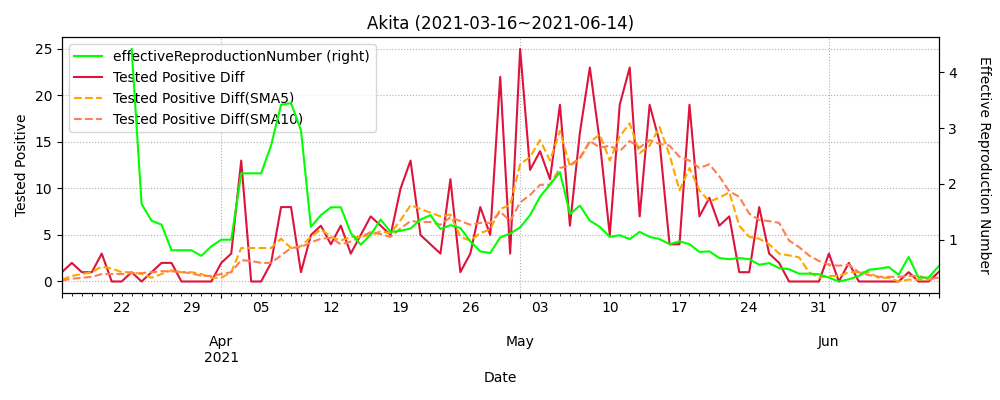 Akita (2021-03-16~2021-06-14)
effectiveReproductionNumber (right)
Tested Positive Diff
Tested Positive Diff(SMA5)
Tested Positive Diff(SMA10)
Tested Positive
25
20
15
10
5
0
4
3
2
1
Effective Reproduction Number
22 29 05 12 19 26 03 10 17 24 31 07
Apr May Jun
2021
Date